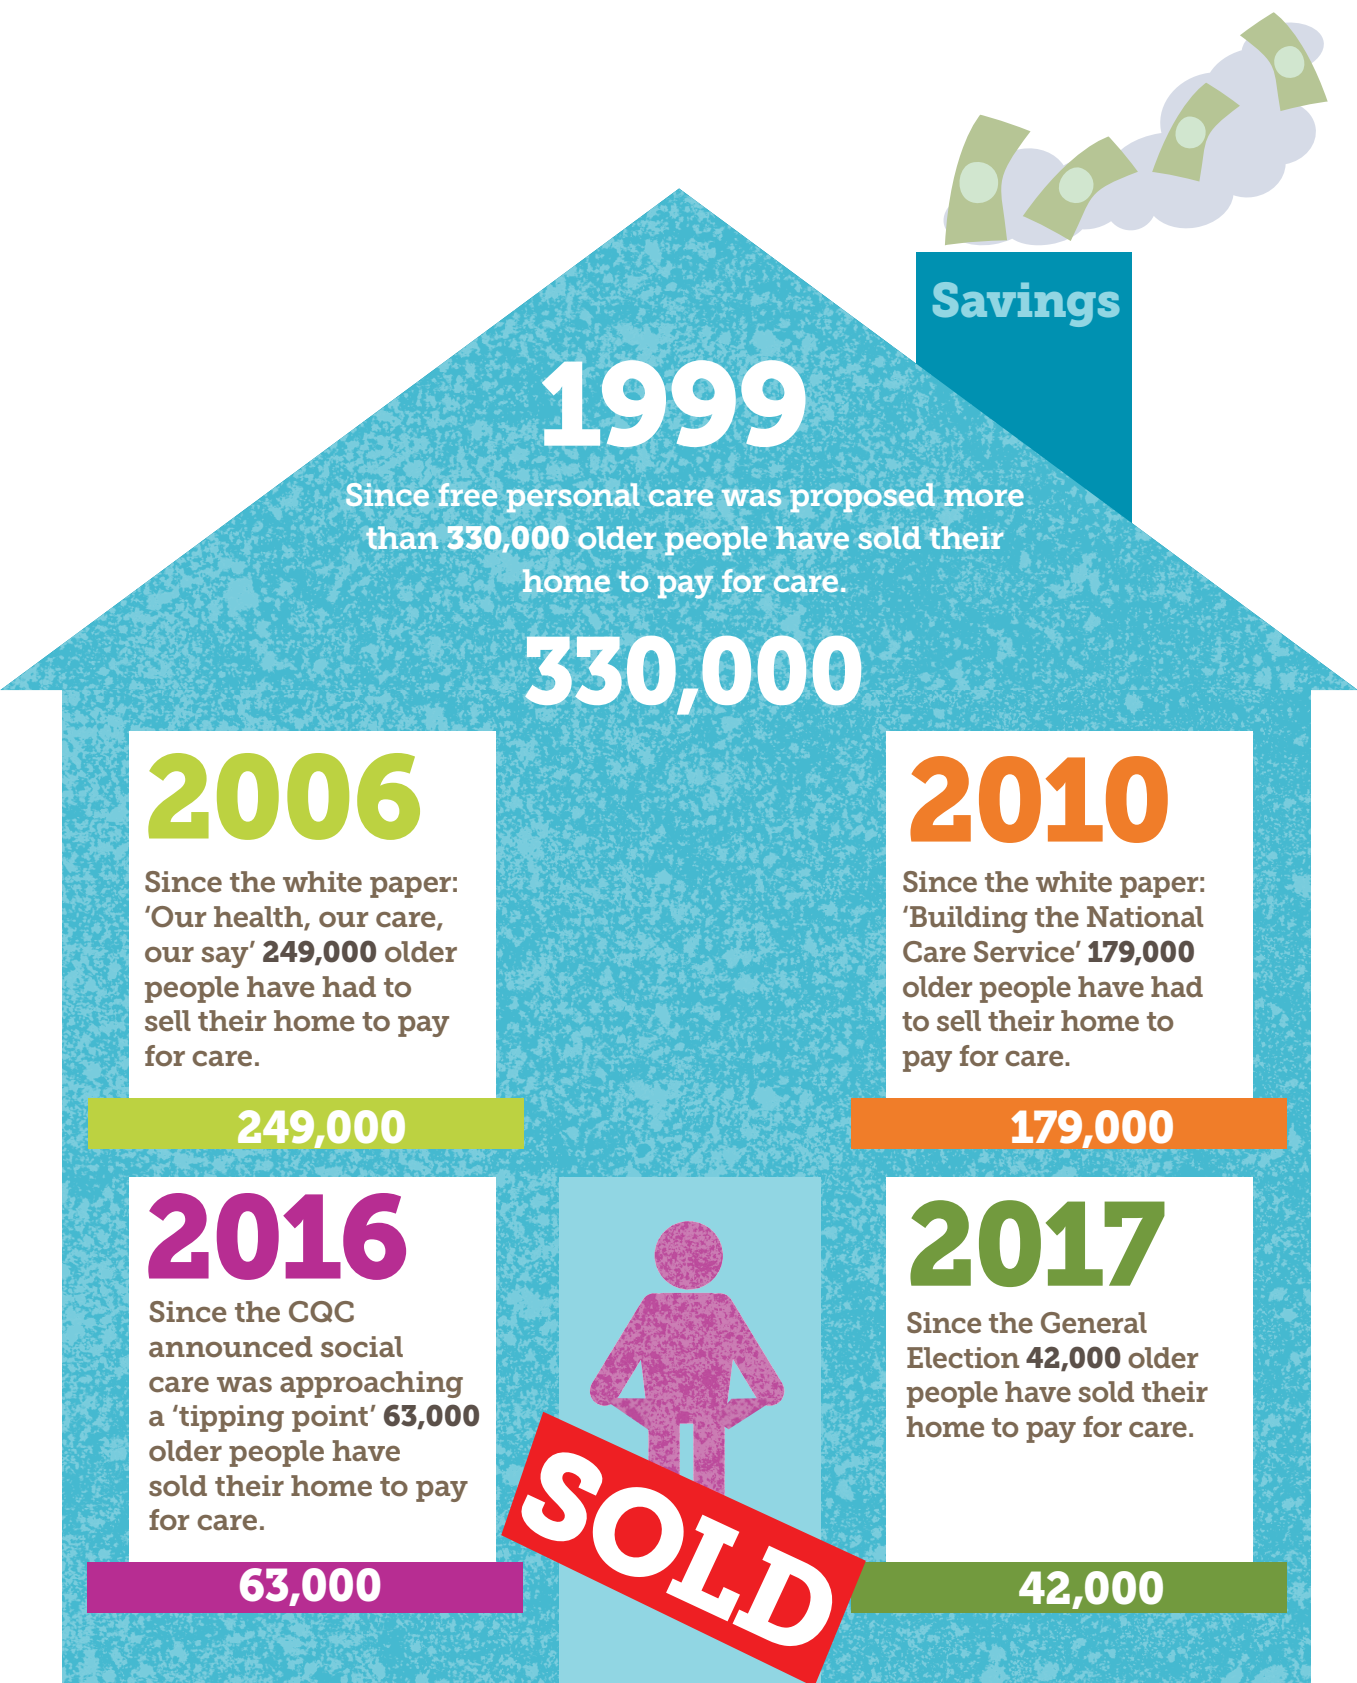 Savings
1999
Since free personal care was proposed more
than 330,000 older people have sold their
home to pay for care.
330,000
2006
Since the white paper:
‘Our health, our care,
our say’ 249,000 older
people have had to
sell their home to pay
for care.
249,000
2010
Since the white paper:
‘Building the National
Care Service’ 179,000
older people have had
to sell their home to
pay for care.
179,000
2016
Since the CQC
announced social
care was approaching
a ‘tipping point’ 63,000
older people have
sold their home to pay
for care.
63,000
SOLD
2017
Since the General
Election 42,000 older
people have sold their
home to pay for care.
42,000